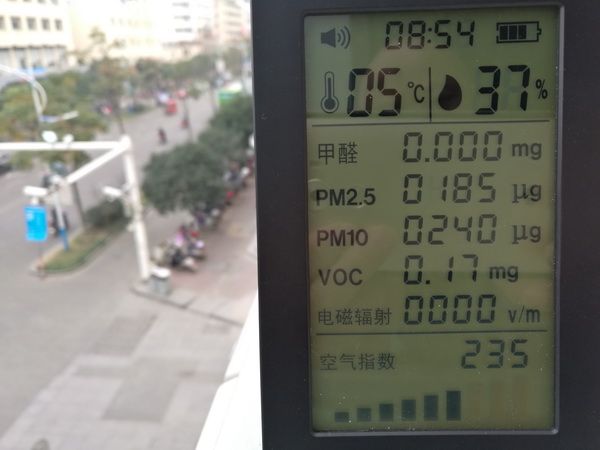 08:54
05 ℃ 37 %
甲醛 0.000 mg
PM2.5 0185 µg
PM10 0240 µg
VOC 0.17 mg
电磁辐射 0000 v/m
空气指数 235